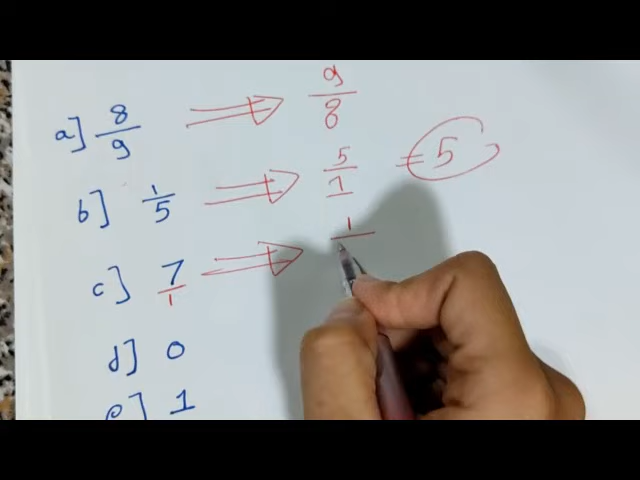 a] 8/9 ⇒ 9/8
b] 1/5 ⇒ 5/1 = 5
c] 7/1 ⇒ 1/
d] 0
e] 1